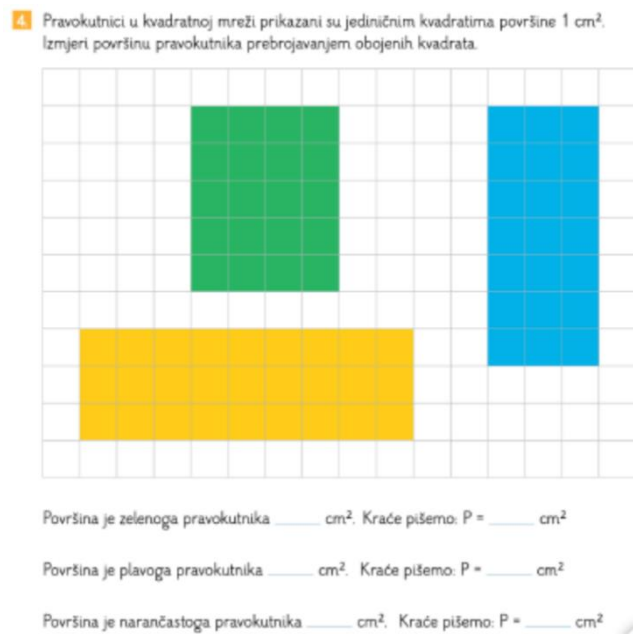 4. Pravokutnici u kvadratnoj mreži prikazani su jediničnim kvadratima površine 1 cm².
Izmjeri površinu pravokutnika prebrojavanjem obojenih kvadrata.
Površina je zelenoga pravokutnika ______ cm². Kraće pišemo: P = ______ cm²
Površina je plavoga pravokutnika ______ cm². Kraće pišemo: P = ______ cm²
Površina je narančastoga pravokutnika ______ cm². Kraće pišemo: P = ______ cm²